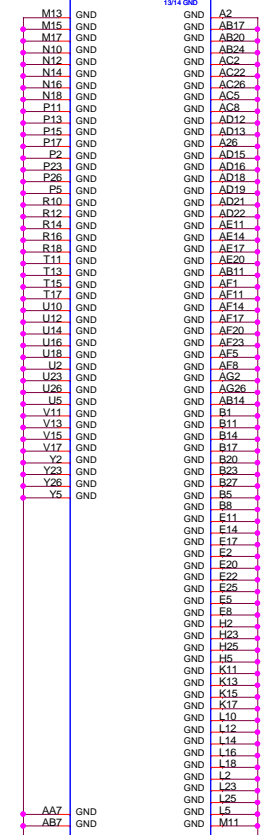 13/14 GND
M13 GND GND A2
M15 GND GND AB17
M17 GND GND AB20
N10 GND GND AB24
N12 GND GND AC2
N14 GND GND AC22
N16 GND GND AC26
N18 GND GND AC5
P11 GND GND AC8
P13 GND GND AD12
P15 GND GND AD13
P17 GND GND A26
P2 GND GND AD15
P23 GND GND AD16
P26 GND GND AD18
P5 GND GND AD19
R10 GND GND AD21
R12 GND GND AD22
R14 GND GND AE11
R16 GND GND AE14
R18 GND GND AE17
T11 GND GND AE20
T13 GND GND AB11
T15 GND GND AF1
T17 GND GND AF11
U10 GND GND AF14
U12 GND GND AF17
U14 GND GND AF20
U16 GND GND AF23
U18 GND GND AF5
U2 GND GND AF8
U23 GND GND AG2
U26 GND GND AG26
U5 GND GND AB14
V11 GND GND B1
V13 GND GND B11
V15 GND GND B14
V17 GND GND B17
Y2 GND GND B20
Y23 GND GND B23
Y26 GND GND B27
Y5 GND GND B5
GND B8
GND E11
GND E14
GND E17
GND E2
GND E20
GND E22
GND E25
GND E5
GND E8
GND H2
GND H23
GND H25
GND H5
GND K11
GND K13
GND K15
GND K17
GND L10
GND L12
GND L14
GND L16
GND L18
GND L2
GND L23
GND L25
AA7 GND GND L5
AB7 GND GND M11